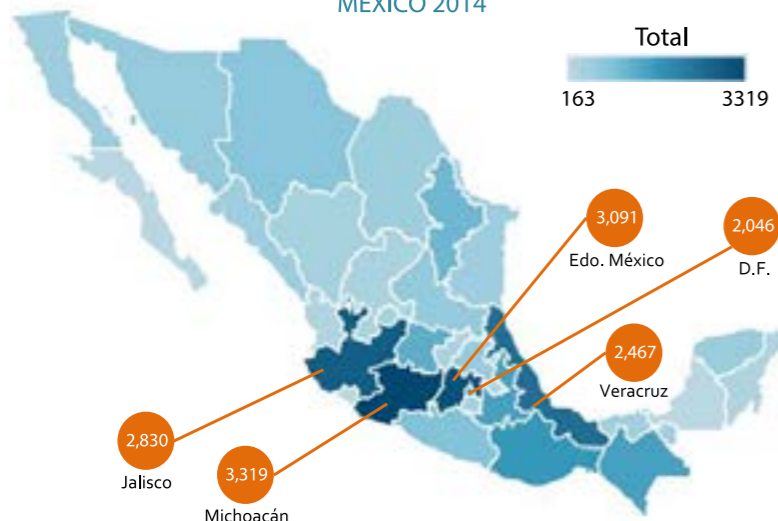 MÉXICO 2014
Total
163 3319
3,091
Edo. México
2,046
D.F.
2,467
Veracruz
2,830
Jalisco
3,319
Michoacán